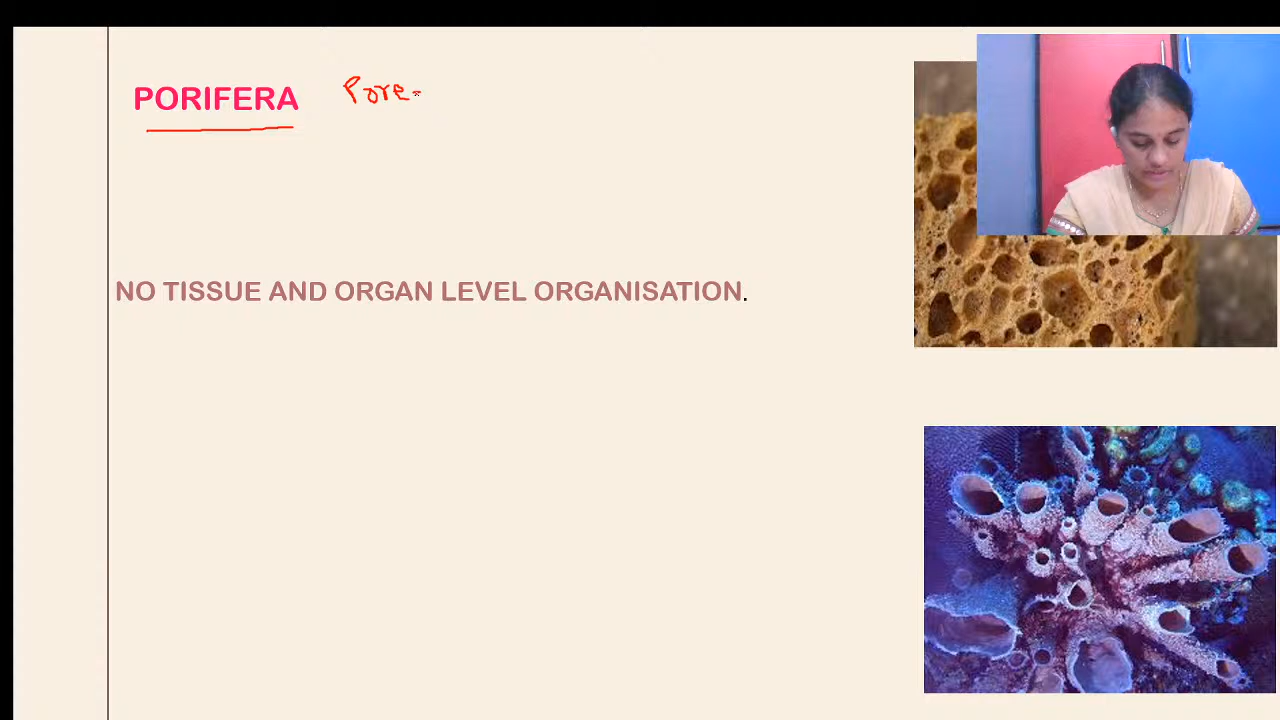 PORIFERA Pore-
NO TISSUE AND ORGAN LEVEL ORGANISATION.